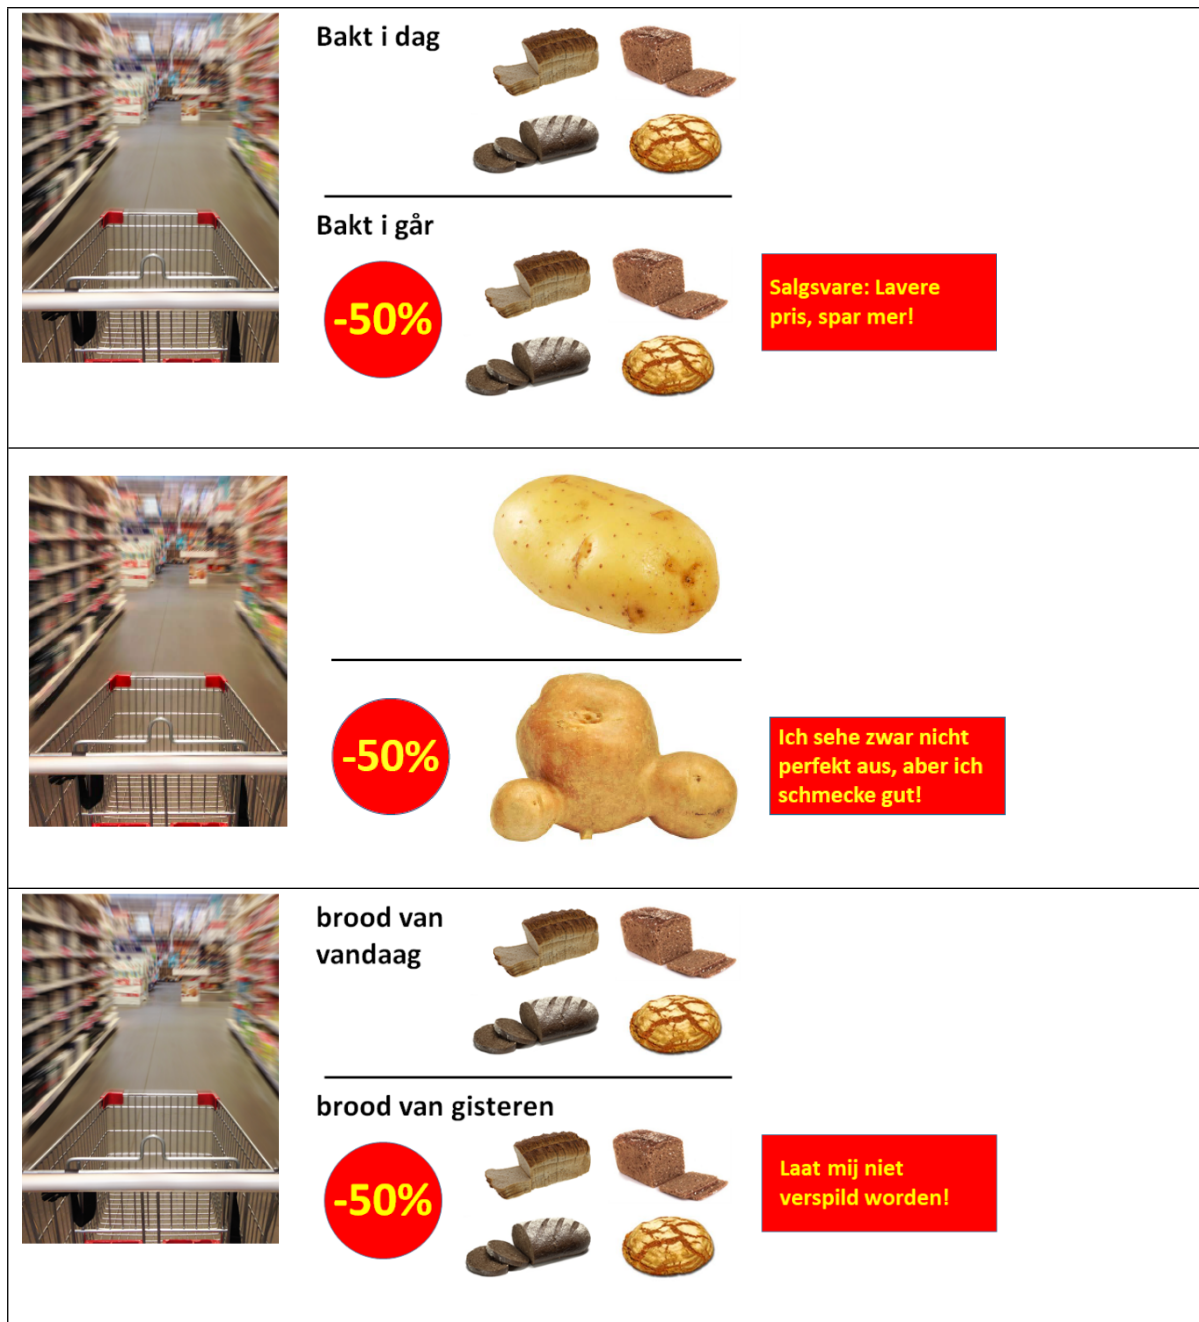 Bakt i dag
Bakt i går
-50%
Salgsvare: Lavere
pris, spar mer!
-50%
Ich sehe zwar nicht
perfekt aus, aber ich
schmecke gut!
brood van
vandaag
brood van gisteren
-50%
Laat mij niet
verspild worden!